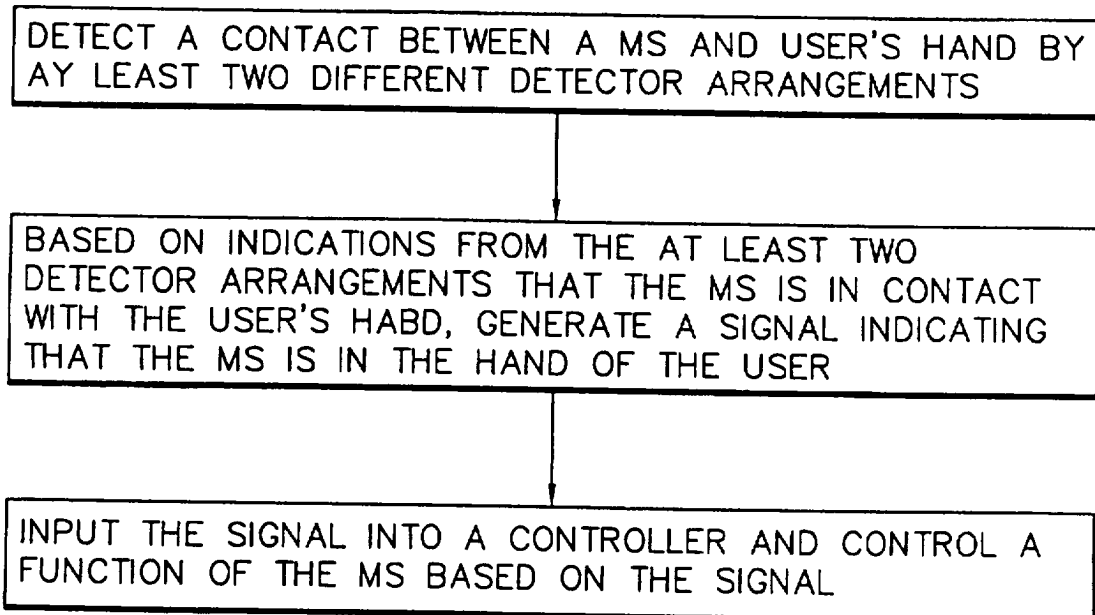 DETECT A CONTACT BETWEEN A MS AND USER'S HAND BY
AY LEAST TWO DIFFERENT DETECTOR ARRANGEMENTS
BASED ON INDICATIONS FROM THE AT LEAST TWO
DETECTOR ARRANGEMENTS THAT THE MS IS IN CONTACT
WITH THE USER'S HABD, GENERATE A SIGNAL INDICATING
THAT THE MS IS IN THE HAND OF THE USER
INPUT THE SIGNAL INTO A CONTROLLER AND CONTROL A
FUNCTION OF THE MS BASED ON THE SIGNAL